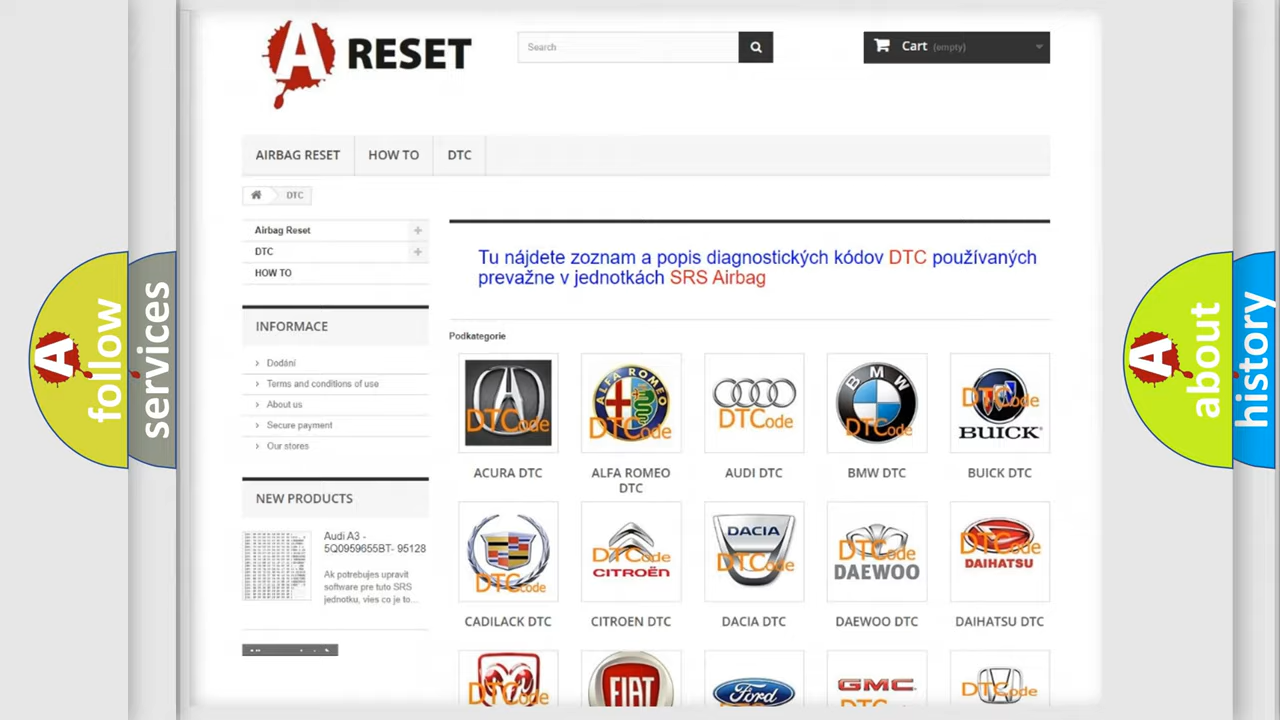 A RESET
Search
Cart (empty)
AIRBAG RESET
HOW TO
DTC
DTC
Airbag Reset
DTC
HOW TO
Tu nájdete zoznam a popis diagnostických kódov DTC používaných
prevažne v jednotkách SRS Airbag
INFORMACE
Dodání
Terms and conditions of use
About us
Secure payment
Our stores
NEW PRODUCTS
Audi A3 -
5Q0959655BT- 95128
Ak potrebujes upravit
software pre tuto SRS
jednotku, vies co je to...
Podkategorie
DTCode
ALFA ROMEO
DTCode
DTCode
BMW
DTCode
DTCode
BUICK
ACURA DTC
ALFA ROMEO
DTC
AUDI DTC
BMW DTC
BUICK DTC
DTCode
DTCode
CITROËN
DACIA
DTCode
DTCode
DAEWOO
DTCode
DAIHATSU
CADILACK DTC
CITROEN DTC
DACIA DTC
DAEWOO DTC
DAIHATSU DTC
DTCode
FIAT
Ford
GMC
DTCode
A follow
services
A about
history